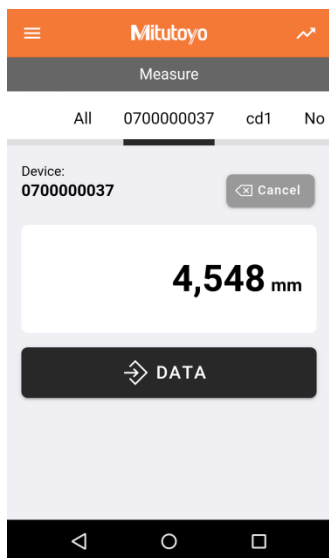 Mitutoyo
Measure
All 0700000037 cd1 No
Device:
0700000037
Cancel
4,548 mm
DATA